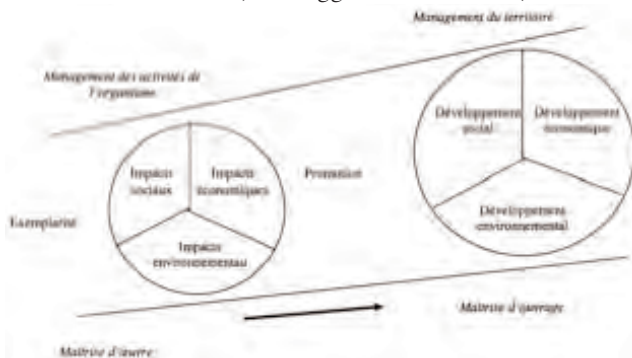 Management du territoire
Management des activités de
l'organisme
Développement
social
Développement
économique
Développement
environnemental
Impacts
sociaux
Impacts
économiques
Impacts
environnementau
Promotion
Exemplarité
Maîtrise d'ouvrage
Maîtrise d'œuvre